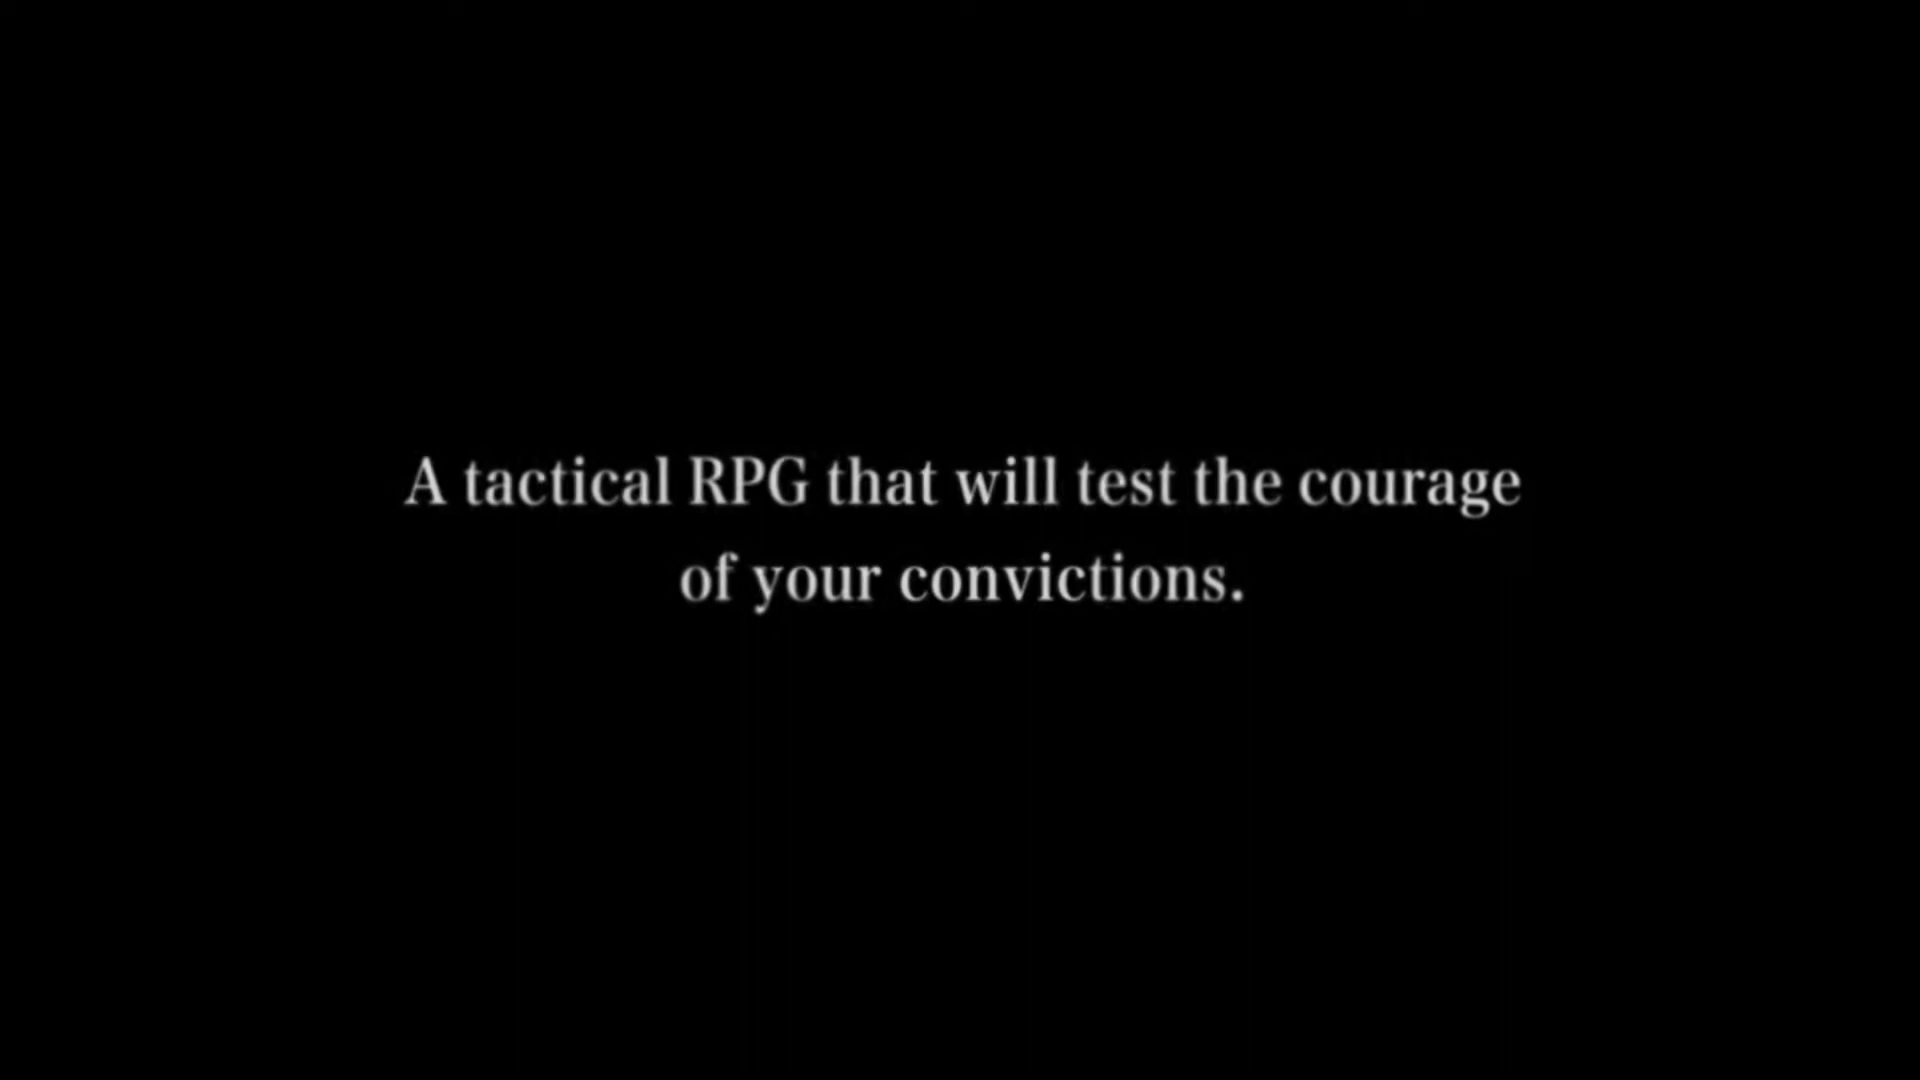 A tactical RPG that will test the courage
of your convictions.